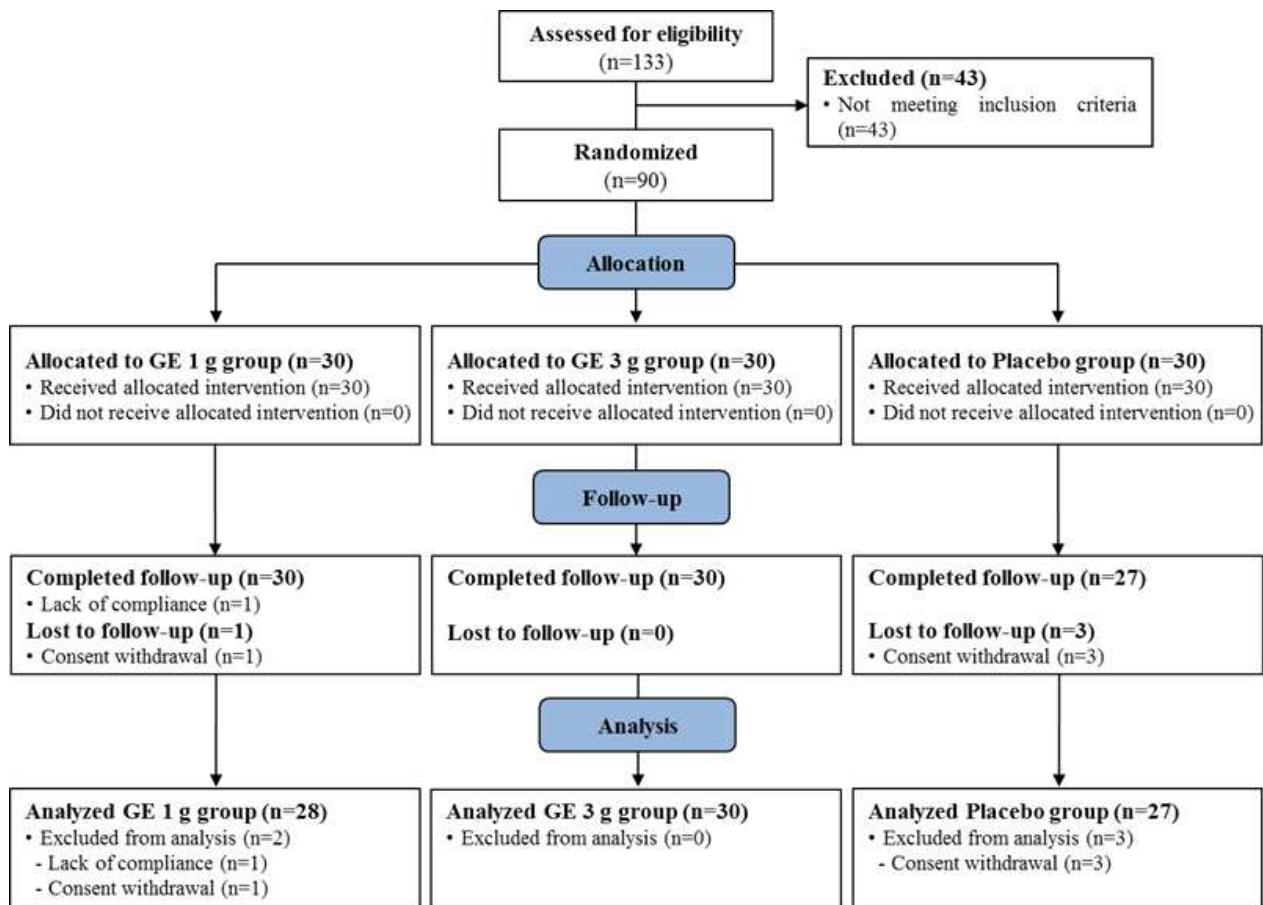 Assessed for eligibility
(n=133)
Excluded (n=43)
• Not meeting inclusion criteria
(n=43)
Randomized
(n=90)
Allocation
Allocated to GE 1 g group (n=30)
• Received allocated intervention (n=30)
• Did not receive allocated intervention (n=0)
Allocated to GE 3 g group (n=30)
• Received allocated intervention (n=30)
• Did not receive allocated intervention (n=0)
Allocated to Placebo group (n=30)
• Received allocated intervention (n=30)
• Did not receive allocated intervention (n=0)
Follow-up
Completed follow-up (n=30)
• Lack of compliance (n=1)
Lost to follow-up (n=1)
• Consent withdrawal (n=1)
Completed follow-up (n=30)
Lost to follow-up (n=0)
Completed follow-up (n=27)
Lost to follow-up (n=3)
• Consent withdrawal (n=3)
Analysis
Analyzed GE 1 g group (n=28)
• Excluded from analysis (n=2)
- Lack of compliance (n=1)
- Consent withdrawal (n=1)
Analyzed GE 3 g group (n=30)
• Excluded from analysis (n=0)
Analyzed Placebo group (n=27)
• Excluded from analysis (n=3)
- Consent withdrawal (n=3)